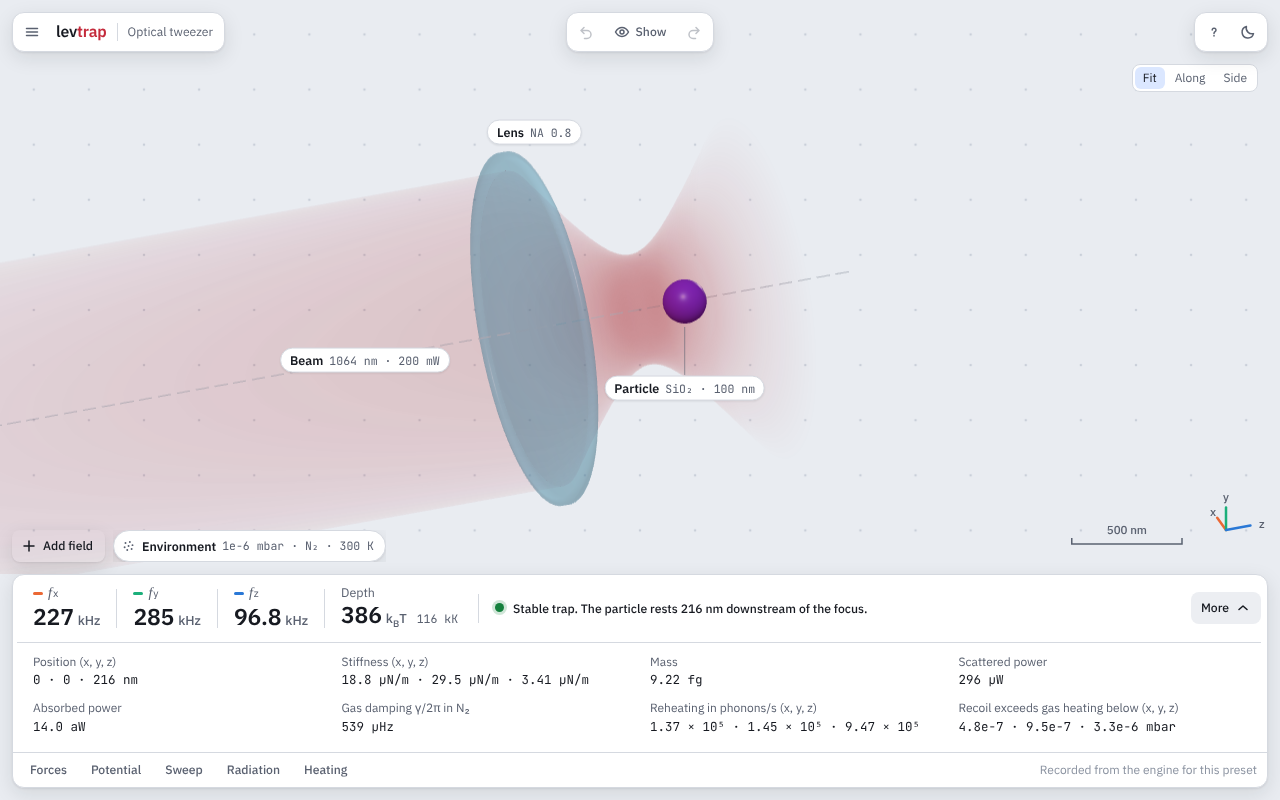 levtrap
Optical tweezer
Show
?
Fit Along Side
Lens NA 0.8
Beam 1064 nm · 200 mW
Particle SiO₂ · 100 nm
y
x
z
500 nm
+ Add field
Environment 1e-6 mbar · N₂ · 300 K
fx
227 kHz
fy
285 kHz
fz
96.8 kHz
Depth
386 k_BT 116 kK
Stable trap. The particle rests 216 nm downstream of the focus.
More
Position (x, y, z)
0 · 0 · 216 nm
Stiffness (x, y, z)
18.8 µN/m · 29.5 µN/m · 3.41 µN/m
Mass
9.22 fg
Scattered power
296 µW
Absorbed power
14.0 aW
Gas damping γ/2π in N₂
539 µHz
Reheating in phonons/s (x, y, z)
1.37 × 10⁵ · 1.45 × 10⁵ · 9.47 × 10⁵
Recoil exceeds gas heating below (x, y, z)
4.8e-7 · 9.5e-7 · 3.3e-6 mbar
Forces Potential Sweep Radiation Heating
Recorded from the engine for this preset